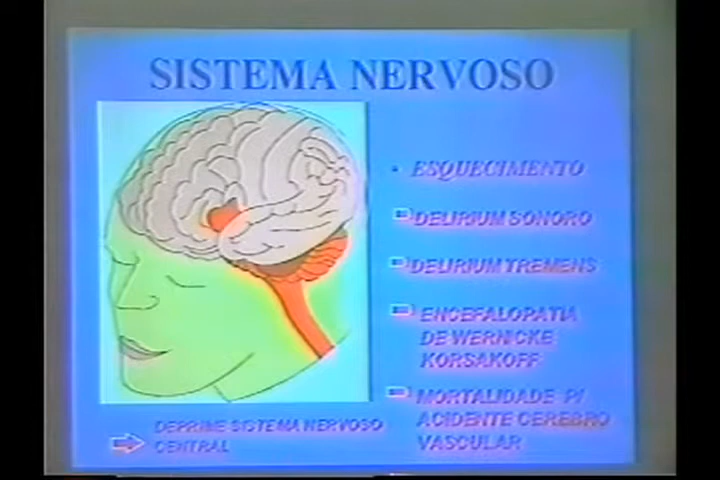 SISTEMA NERVOSO
• ESQUECIMENTO
DELIRIUM SONORO
DELIRIUM TREMENS
ENCEFALOPATIA
DE WERNICKE
KORSAKOFF
MORTALIDADE P/
ACIDENTE CEREBRO
VASCULAR
DEPRIME SISTEMA NERVOSO
CENTRAL